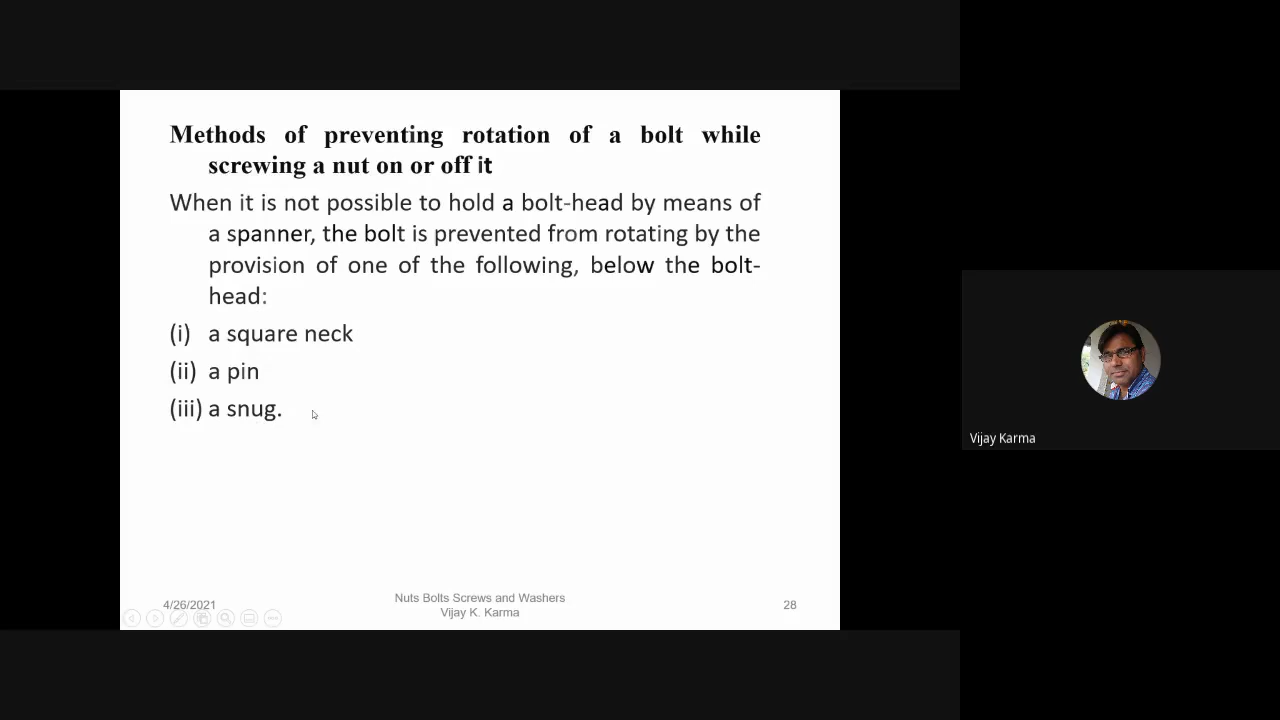 Methods of preventing rotation of a bolt while
screwing a nut on or off it
When it is not possible to hold a bolt-head by means of
a spanner, the bolt is prevented from rotating by the
provision of one of the following, below the bolt-
head:
(i) a square neck
(ii) a pin
(iii) a snug.
4/26/2021
Nuts Bolts Screws and Washers
Vijay K. Karma
28
Vijay Karma